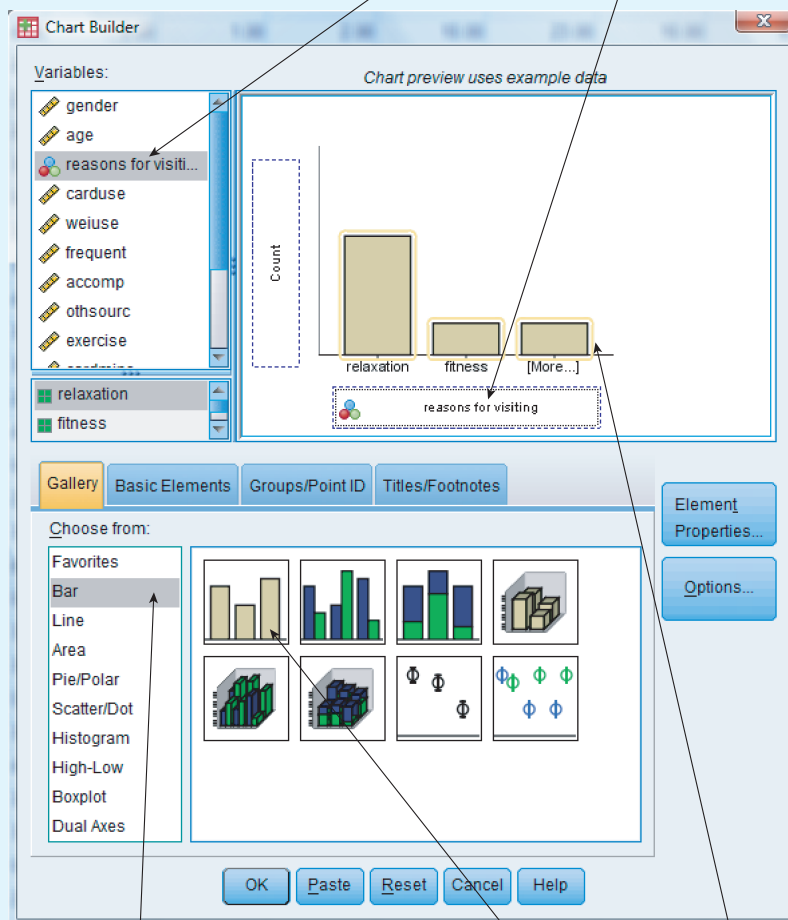 Chart Builder
Variables:
gender
age
reasons for visiti...
carduse
weiuse
frequent
accomp
othsourc
exercise
relaxation
fitness
Chart preview uses example data
Count
relaxation fitness [More...]
reasons for visiting
Gallery Basic Elements Groups/Point ID Titles/Footnotes
Choose from:
Favorites
Bar
Line
Area
Pie/Polar
Scatter/Dot
Histogram
High-Low
Boxplot
Dual Axes
Element
Properties...
Options...
OK Paste Reset Cancel Help